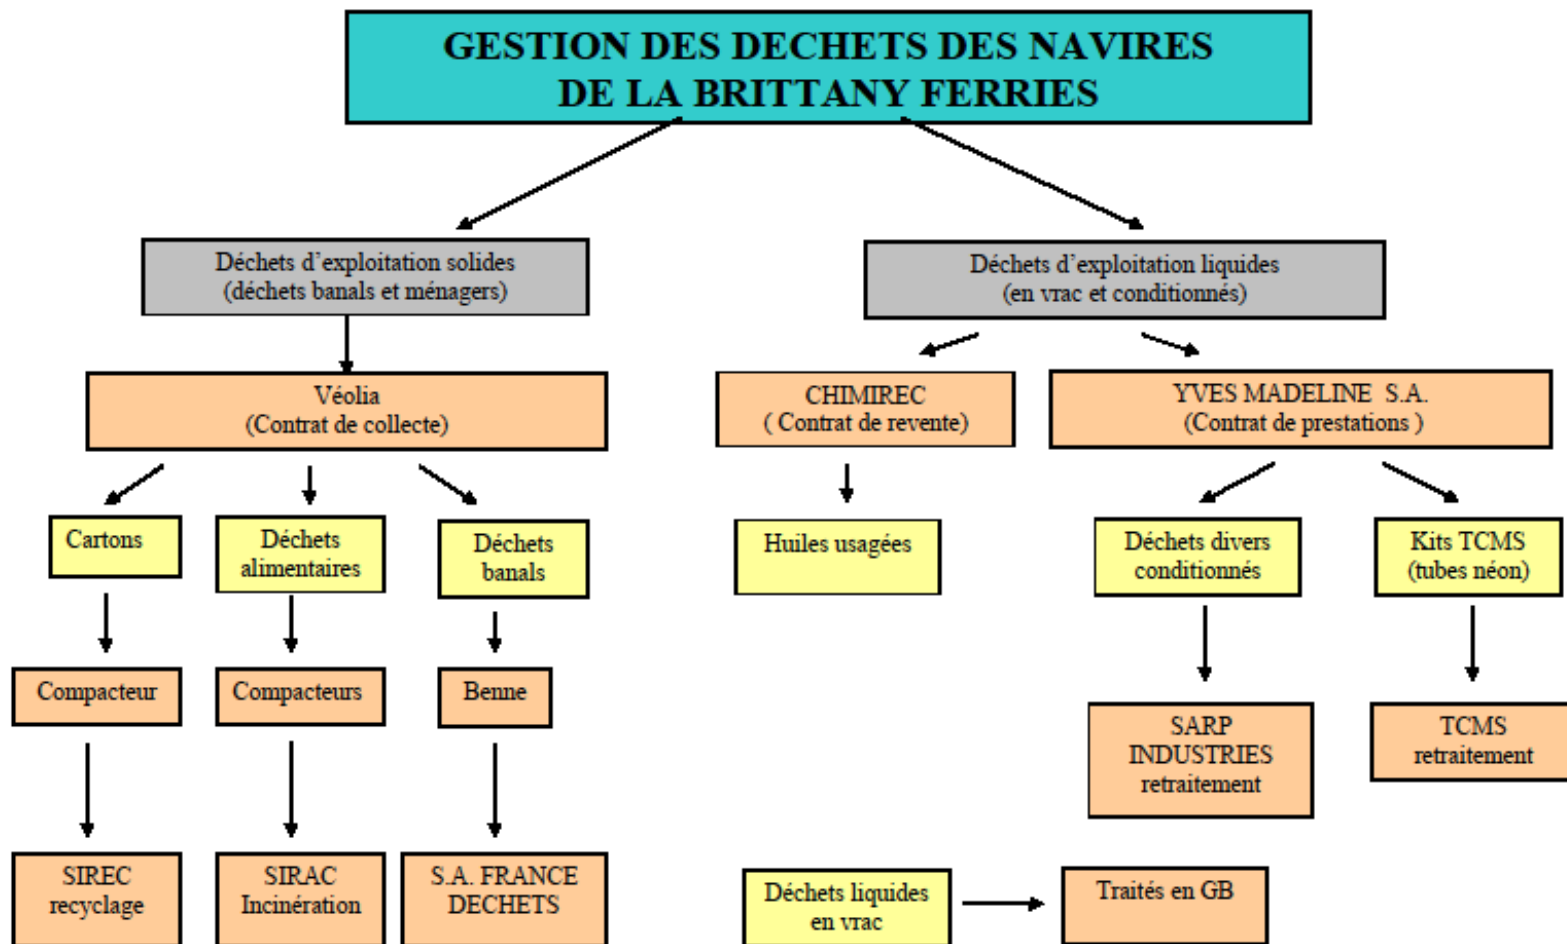 GESTION DES DECHETS DES NAVIRES
DE LA BRITTANY FERRIES
Déchets d’exploitation solides
(déchets banals et ménagers)
Déchets d’exploitation liquides
(en vrac et conditionnés)
Véolia
(Contrat de collecte)
CHIMIREC
( Contrat de revente)
YVES MADELINE S.A.
(Contrat de prestations )
Cartons
Déchets
alimentaires
Déchets
banals
Huiles usagées
Déchets divers
conditionnés
Kits TCMS
(tubes néon)
Compacteur
Compacteurs
Benne
SARP
INDUSTRIES
retraitement
TCMS
retraitement
SIREC
recyclage
SIRAC
Incinération
S.A. FRANCE
DECHETS
Déchets liquides
en vrac
Traités en GB